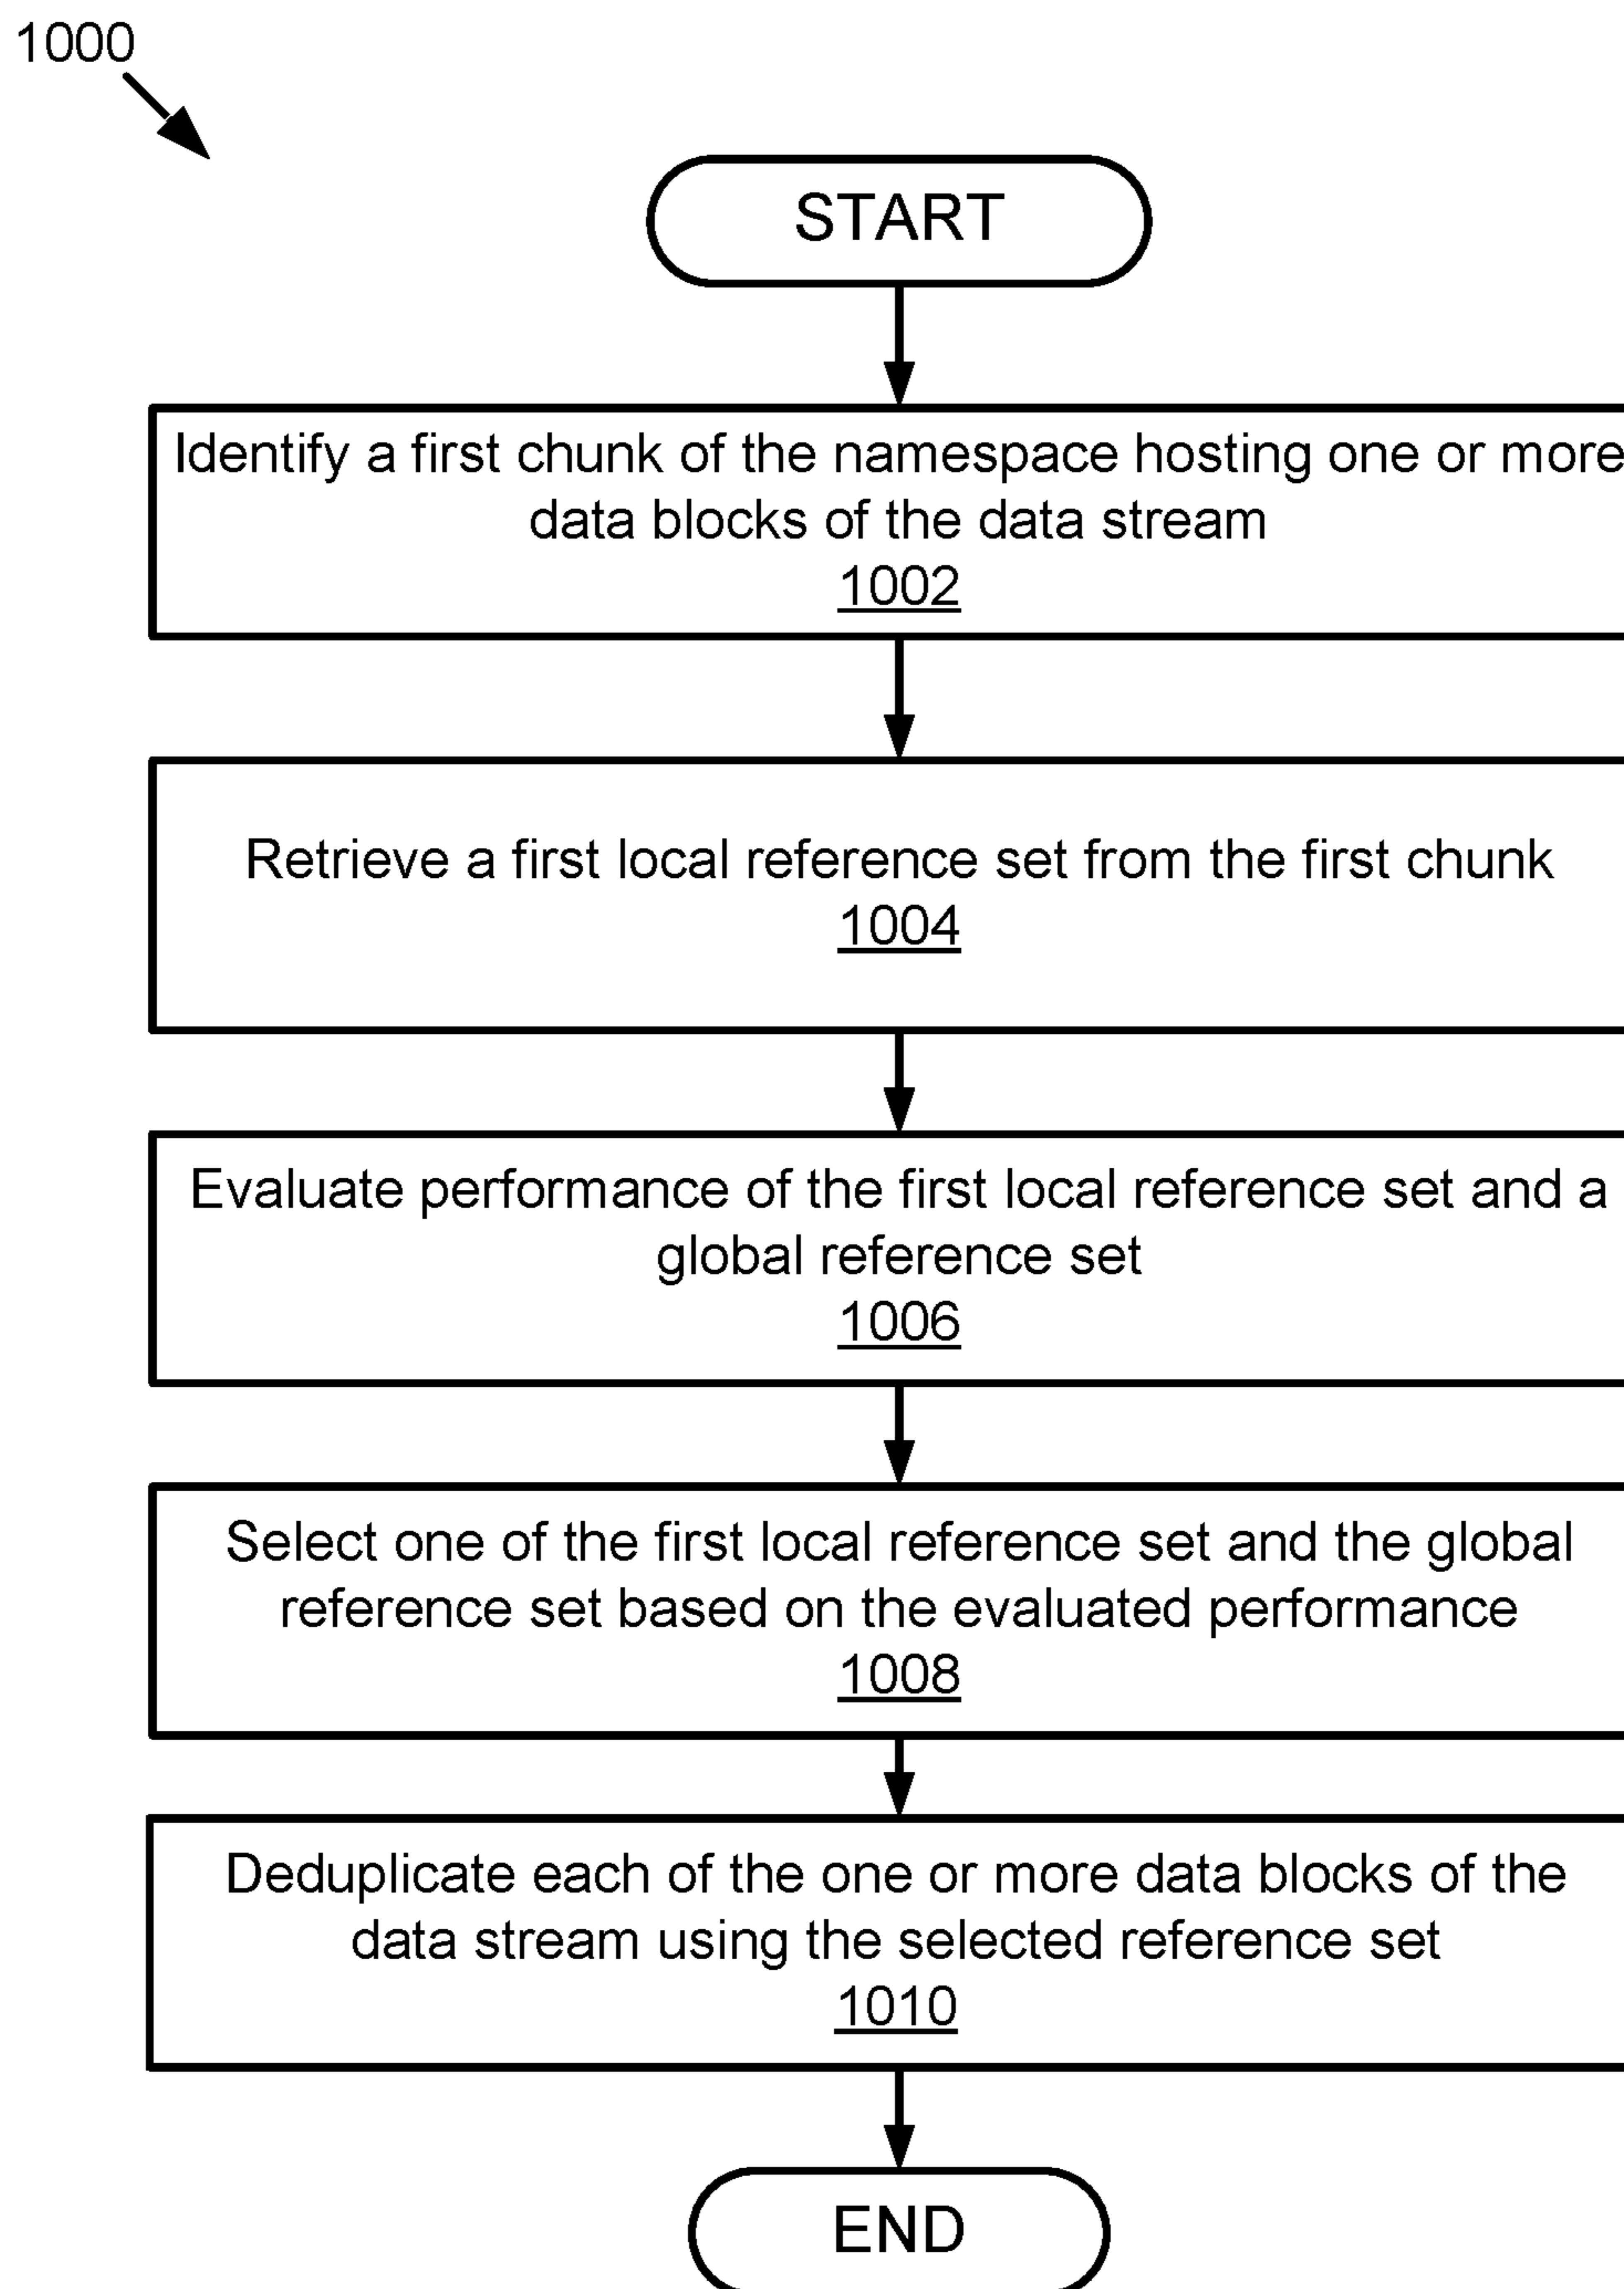 1000
START
Identify a first chunk of the namespace hosting one or more
data blocks of the data stream
1002
Retrieve a first local reference set from the first chunk
1004
Evaluate performance of the first local reference set and a
global reference set
1006
Select one of the first local reference set and the global
reference set based on the evaluated performance
1008
Deduplicate each of the one or more data blocks of the
data stream using the selected reference set
1010
END